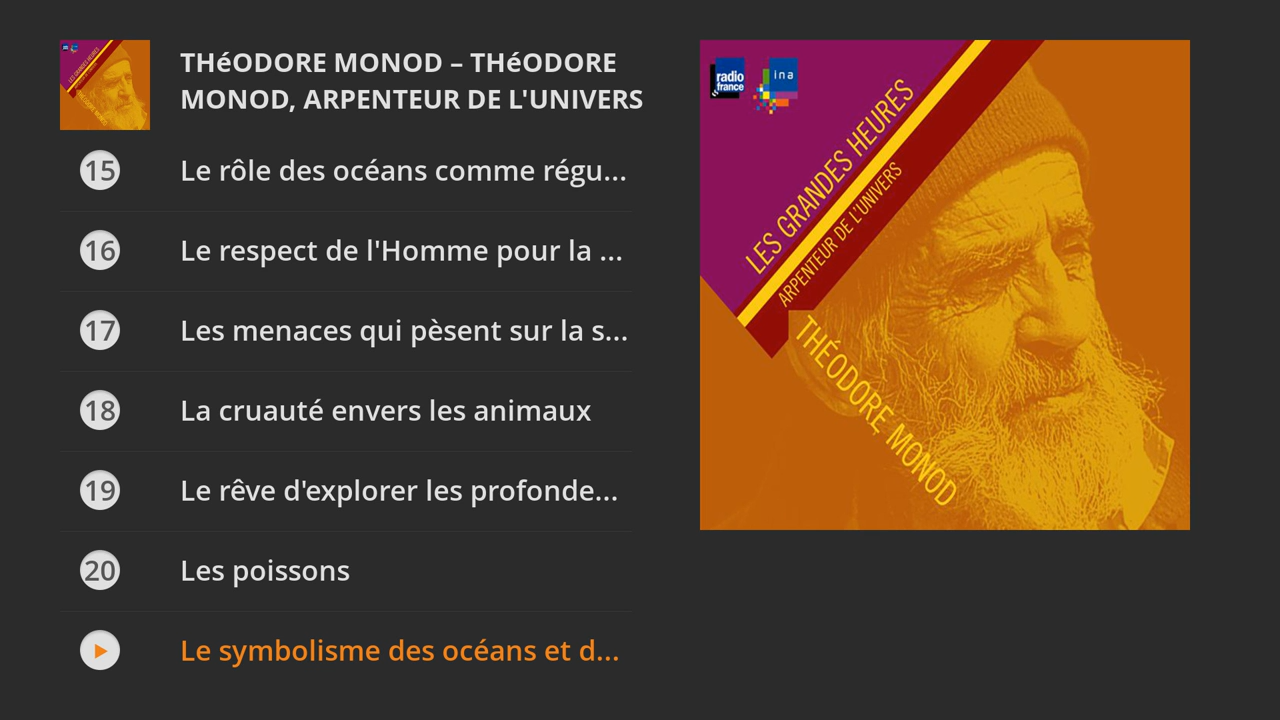 THéODORE MONOD – THéODORE
MONOD, ARPENTEUR DE L'UNIVERS
15 Le rôle des océans comme régu...
16 Le respect de l'Homme pour la ...
17 Les menaces qui pèsent sur la s...
18 La cruauté envers les animaux
19 Le rêve d'explorer les profonde...
20 Les poissons
Le symbolisme des océans et d...
radio
france
ina
LES GRANDES HEURES
ARPENTEUR DE L'UNIVERS
THÉODORE MONOD